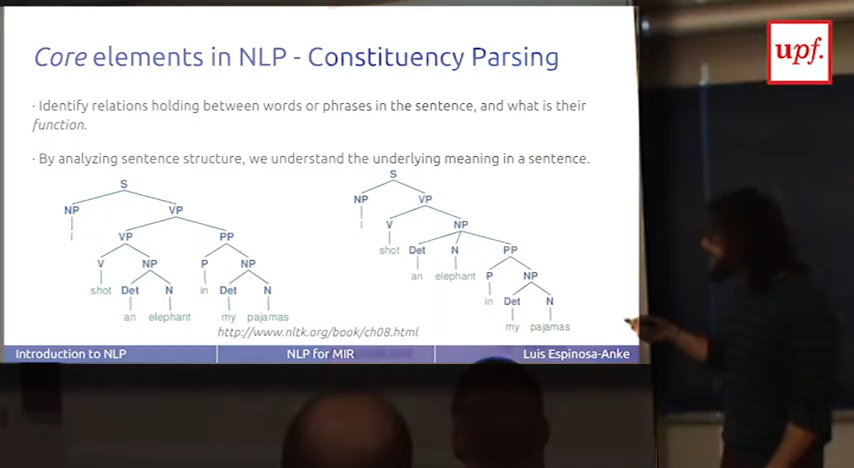 Core elements in NLP - Constituency Parsing
upf.
· Identify relations holding between words or phrases in the sentence, and what is their
function.
· By analyzing sentence structure, we understand the underlying meaning in a sentence.
S
NP VP
I
VP PP
V NP P NP
shot Det N in Det N
an elephant my pajamas
S
NP VP
I V NP
shot Det N PP
an elephant P NP
in Det N
my pajamas
http://www.nltk.org/book/ch08.html
Introduction to NLP NLP for MIR Luis Espinosa-Anke